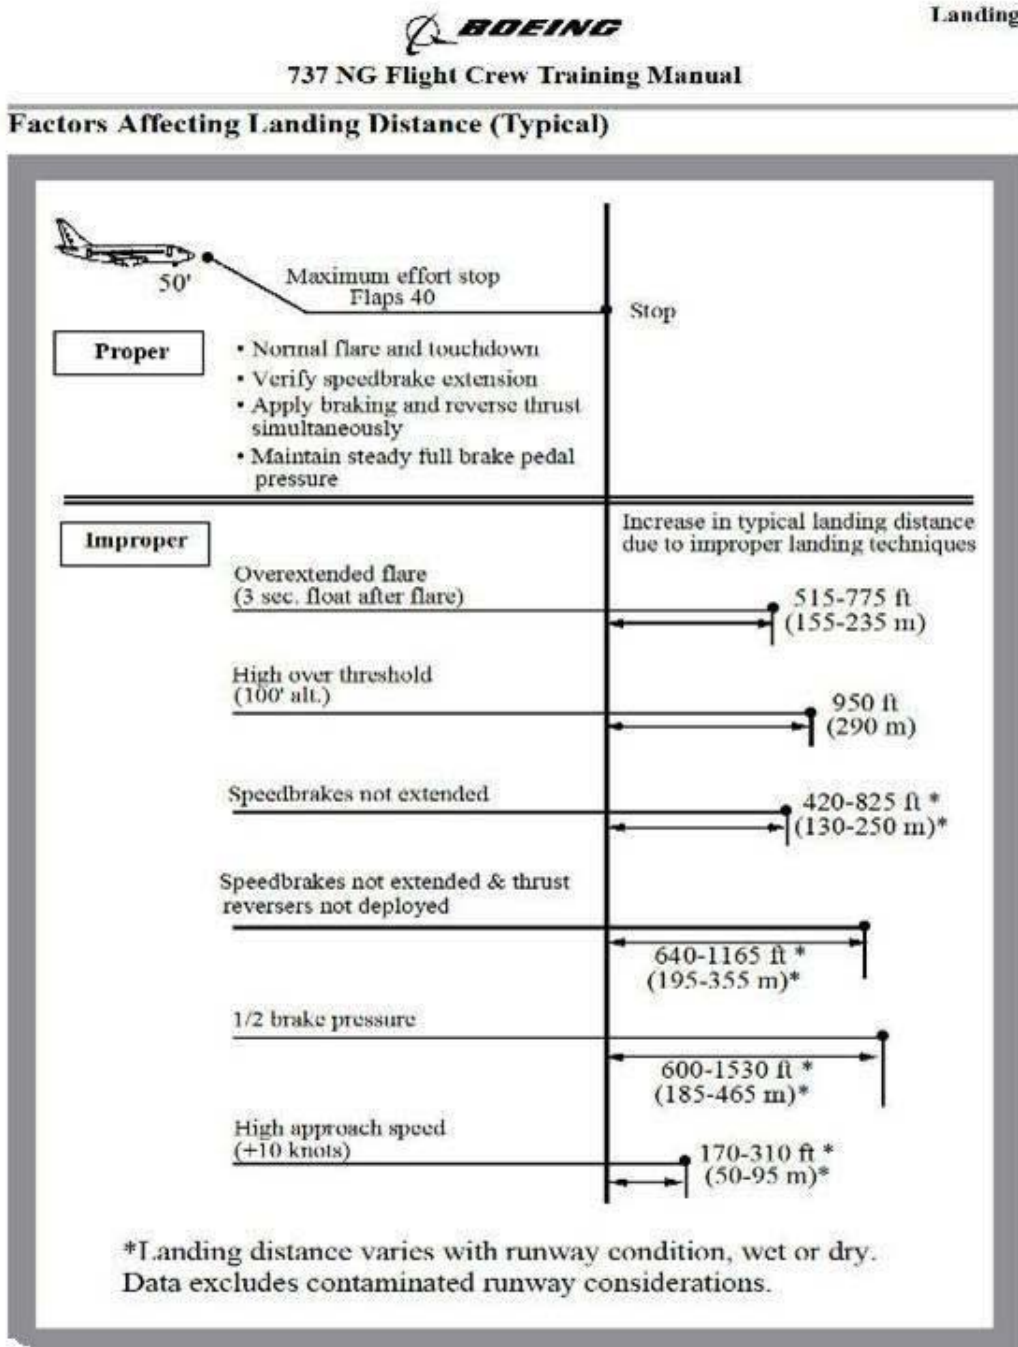 BOEING
Landing
737 NG Flight Crew Training Manual
Factors Affecting Landing Distance (Typical)
50'
Maximum effort stop
Flaps 40
Stop
Proper
• Normal flare and touchdown
• Verify speedbrake extension
• Apply braking and reverse thrust
simultaneously
• Maintain steady full brake pedal
pressure
Improper
Increase in typical landing distance
due to improper landing techniques
Overextended flare
(3 sec. float after flare)
515-775 ft
(155-235 m)
High over threshold
(100' alt.)
950 ft
(290 m)
Speedbrakes not extended
420-825 ft *
(130-250 m)*
Speedbrakes not extended & thrust
reversers not deployed
640-1165 ft *
(195-355 m)*
1/2 brake pressure
600-1530 ft *
(185-465 m)*
High approach speed
(+10 knots)
170-310 ft *
(50-95 m)*
*Landing distance varies with runway condition, wet or dry.
Data excludes contaminated runway considerations.